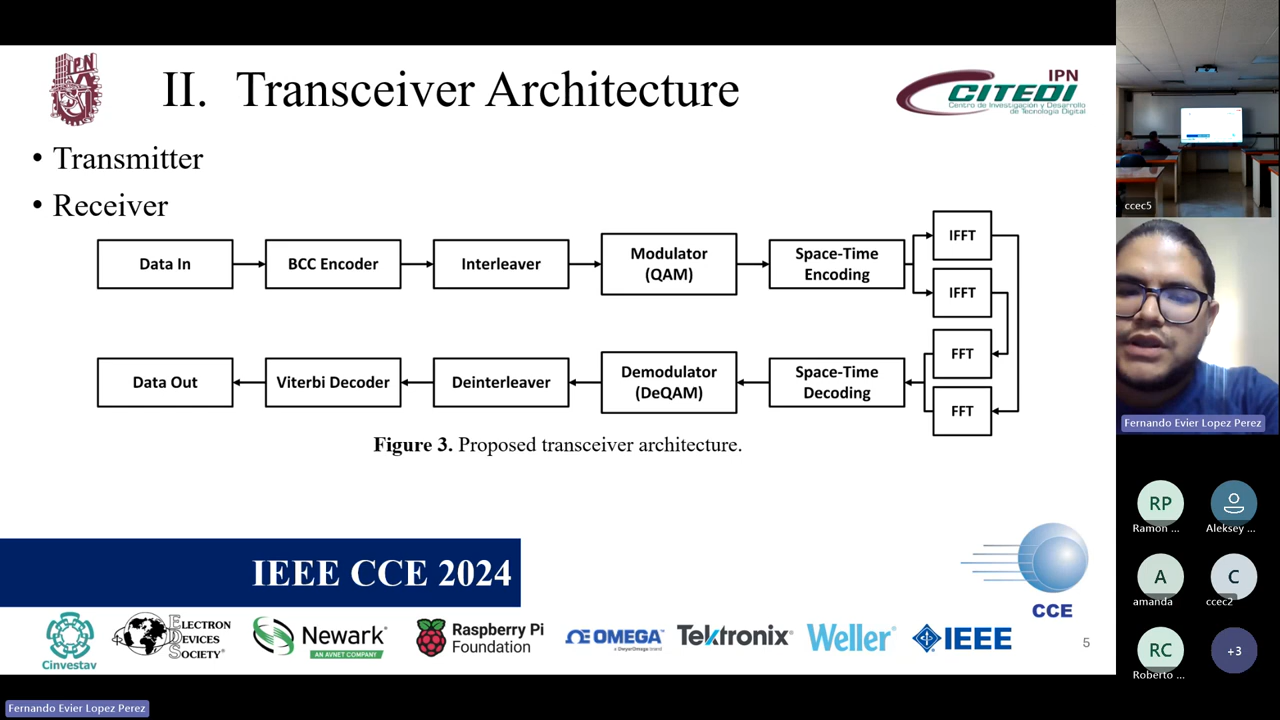 IPN
II. Transceiver Architecture
IPN
CITEDI
Centro de Investigación y Desarrollo
de Tecnología Digital
• Transmitter
• Receiver
Data In
BCC Encoder
Interleaver
Modulator
(QAM)
Space-Time
Encoding
IFFT
IFFT
Data Out
Viterbi Decoder
Deinterleaver
Demodulator
(DeQAM)
Space-Time
Decoding
FFT
FFT
Figure 3. Proposed transceiver architecture.
IEEE CCE 2024
CCE
Cinvestav
ELECTRON
DEVICES
SOCIETY®
Newark®
AN AVNET COMPANY
Raspberry Pi
Foundation
OMEGA™
Tektronix®
Weller®
IEEE
5
ccec5
Fernando Evier Lopez Perez
RP
Ramon ...
Aleksey ...
A
amanda
C
ccec2
RC
Roberto ...
+3
Fernando Evier Lopez Perez